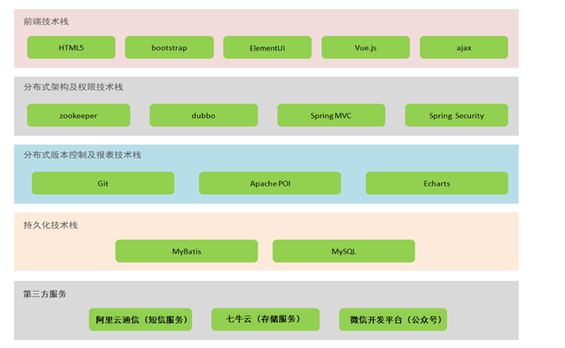 前端技术栈
HTML5 bootstrap ElementUI Vue.js ajax
分布式架构及权限技术栈
zookeeper dubbo Spring MVC Spring Security
分布式版本控制及报表技术栈
Git Apache POI Echarts
持久化技术栈
MyBatis MySQL
第三方服务
阿里云通信（短信服务） 七牛云（存储服务） 微信开发平台（公众号）